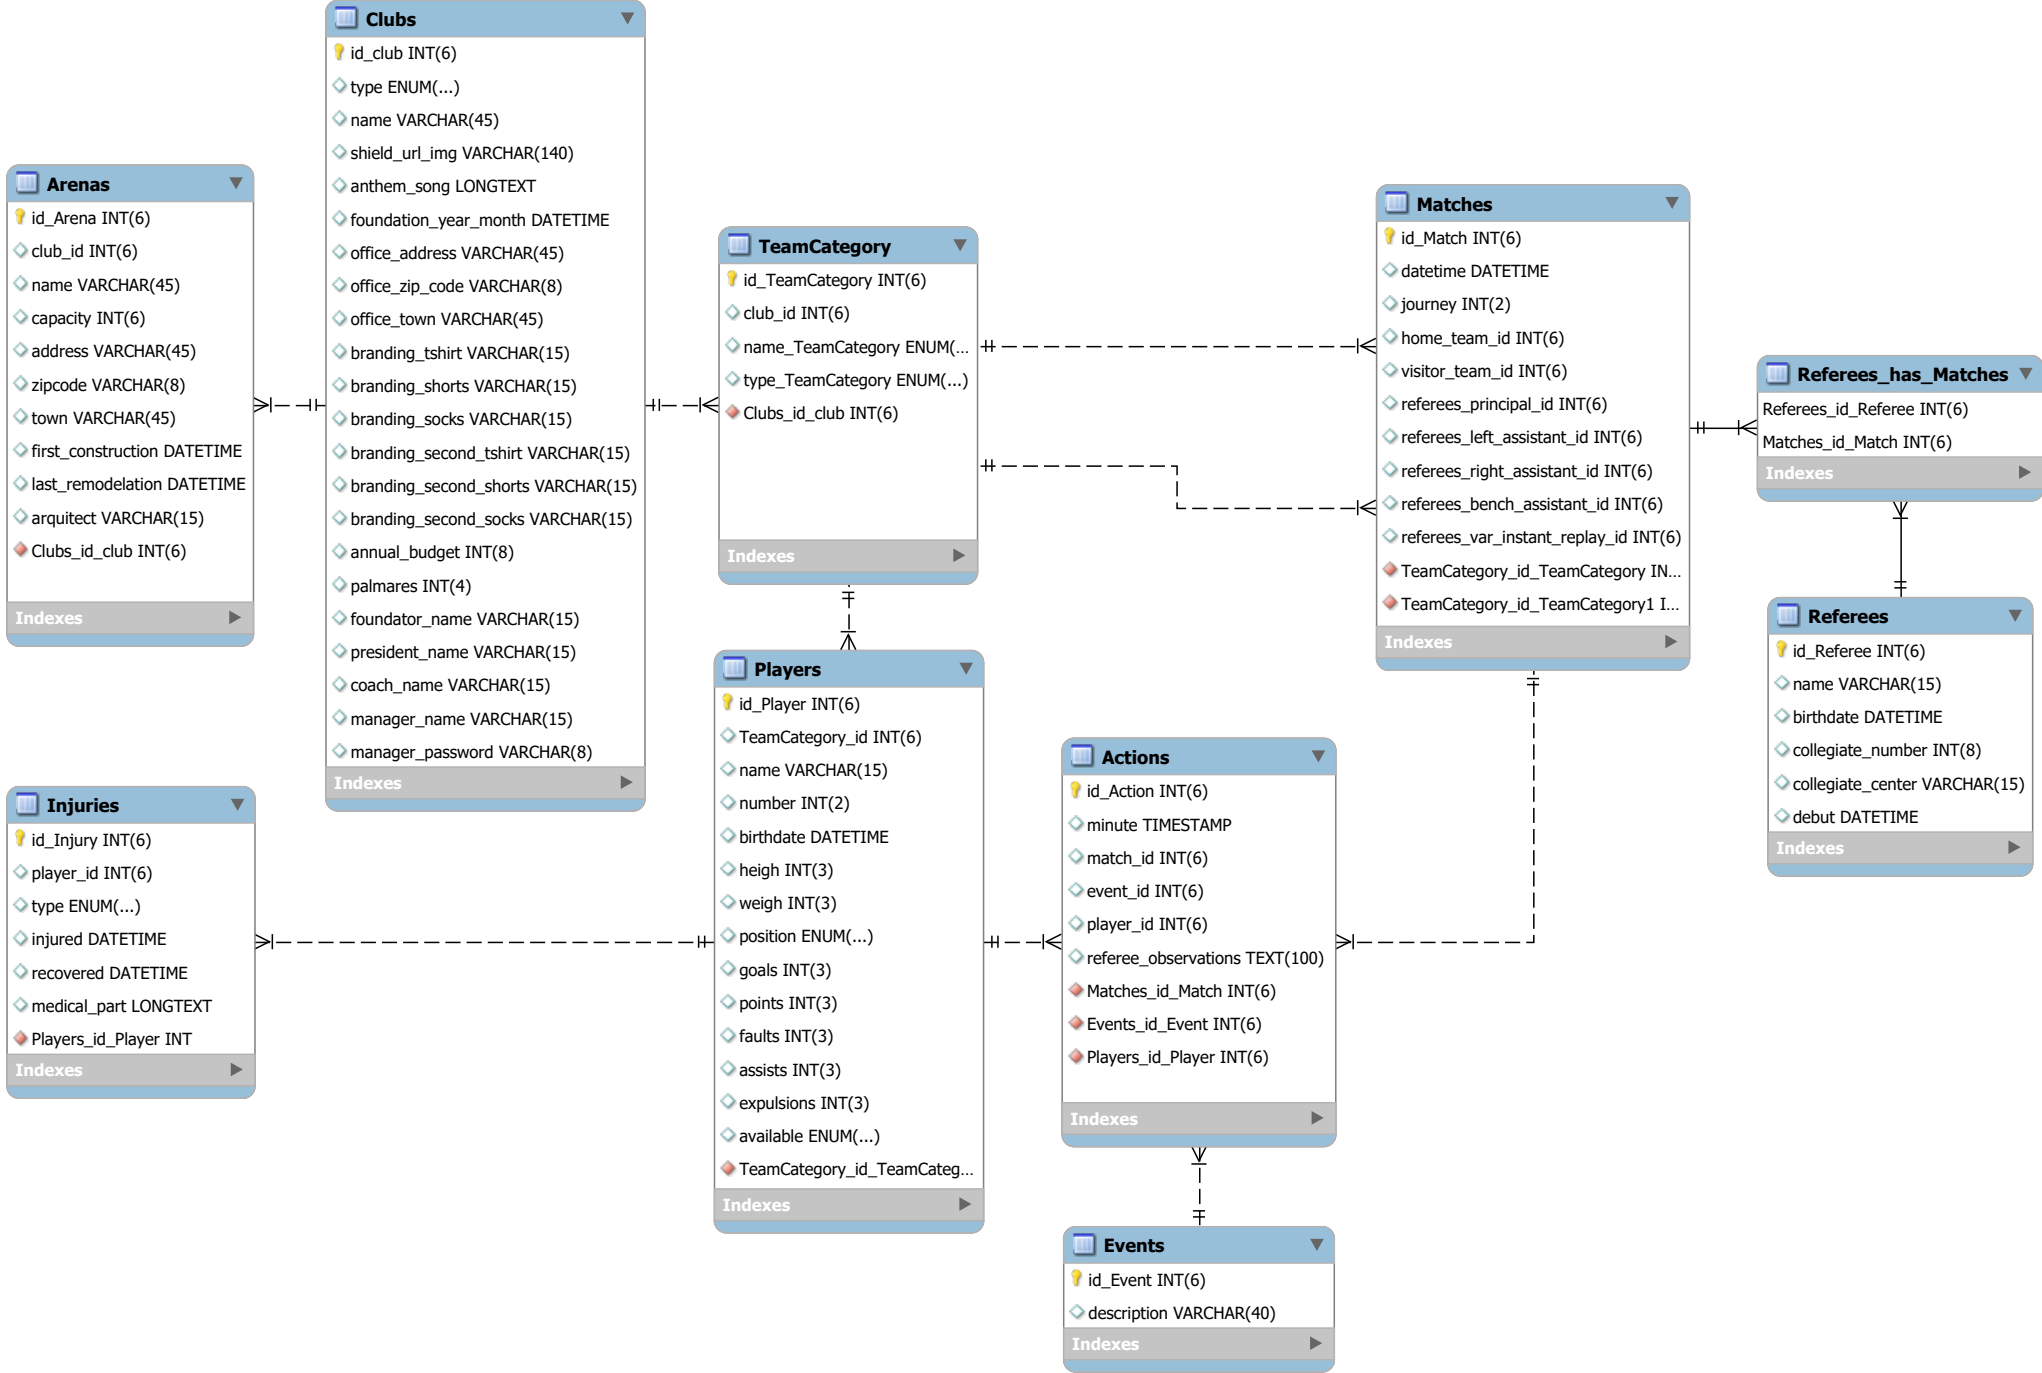 Clubs
id_club INT(6)
type ENUM(...)
name VARCHAR(45)
shield_url_img VARCHAR(140)
anthem_song LONGTEXT
foundation_year_month DATETIME
office_address VARCHAR(45)
office_zip_code VARCHAR(8)
office_town VARCHAR(45)
branding_tshirt VARCHAR(15)
branding_shorts VARCHAR(15)
branding_socks VARCHAR(15)
branding_second_tshirt VARCHAR(15)
branding_second_shorts VARCHAR(15)
branding_second_socks VARCHAR(15)
annual_budget INT(8)
palmares INT(4)
foundator_name VARCHAR(15)
president_name VARCHAR(15)
coach_name VARCHAR(15)
manager_name VARCHAR(15)
manager_password VARCHAR(8)
Indexes
Arenas
id_Arena INT(6)
club_id INT(6)
name VARCHAR(45)
capacity INT(6)
address VARCHAR(45)
zipcode VARCHAR(8)
town VARCHAR(45)
first_construction DATETIME
last_remodelation DATETIME
arquitect VARCHAR(15)
Clubs_id_club INT(6)
Indexes
TeamCategory
id_TeamCategory INT(6)
club_id INT(6)
name_TeamCategory ENUM(...
type_TeamCategory ENUM(...)
Clubs_id_club INT(6)
Indexes
Matches
id_Match INT(6)
datetime DATETIME
journey INT(2)
home_team_id INT(6)
visitor_team_id INT(6)
referees_principal_id INT(6)
referees_left_assistant_id INT(6)
referees_right_assistant_id INT(6)
referees_bench_assistant_id INT(6)
referees_var_instant_replay_id INT(6)
TeamCategory_id_TeamCategory IN...
TeamCategory_id_TeamCategory1 I...
Indexes
Referees_has_Matches
Referees_id_Referee INT(6)
Matches_id_Match INT(6)
Indexes
Referees
id_Referee INT(6)
name VARCHAR(15)
birthdate DATETIME
collegiate_number INT(8)
collegiate_center VARCHAR(15)
debut DATETIME
Indexes
Injuries
id_Injury INT(6)
player_id INT(6)
type ENUM(...)
injured DATETIME
recovered DATETIME
medical_part LONGTEXT
Players_id_Player INT
Indexes
Players
id_Player INT(6)
TeamCategory_id INT(6)
name VARCHAR(15)
number INT(2)
birthdate DATETIME
heigh INT(3)
weigh INT(3)
position ENUM(...)
goals INT(3)
points INT(3)
faults INT(3)
assists INT(3)
expulsions INT(3)
available ENUM(...)
TeamCategory_id_TeamCateg...
Indexes
Actions
id_Action INT(6)
minute TIMESTAMP
match_id INT(6)
event_id INT(6)
player_id INT(6)
referee_observations TEXT(100)
Matches_id_Match INT(6)
Events_id_Event INT(6)
Players_id_Player INT(6)
Indexes
Events
id_Event INT(6)
description VARCHAR(40)
Indexes